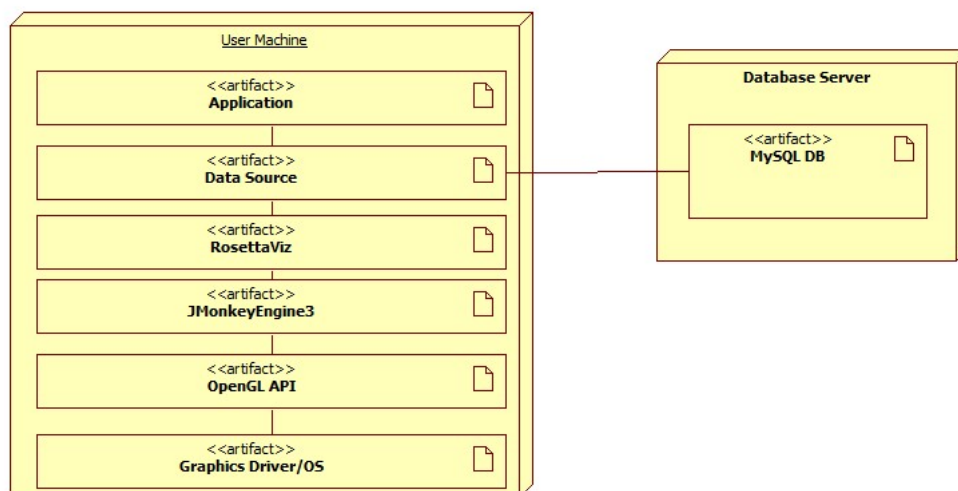 User Machine
<<artifact>>
Application
<<artifact>>
Data Source
<<artifact>>
RosettaViz
<<artifact>>
JMonkeyEngine3
<<artifact>>
OpenGL API
<<artifact>>
Graphics Driver/OS
Database Server
<<artifact>>
MySQL DB